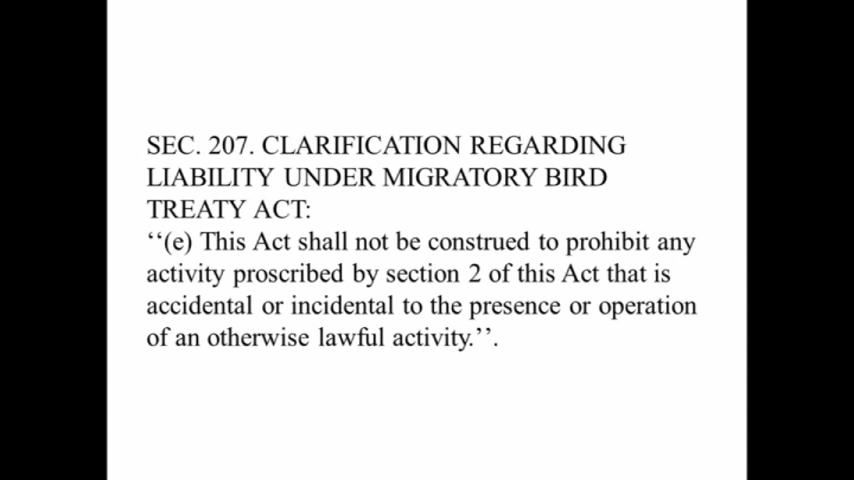 SEC. 207. CLARIFICATION REGARDING
LIABILITY UNDER MIGRATORY BIRD
TREATY ACT:
‘‘(e) This Act shall not be construed to prohibit any
activity proscribed by section 2 of this Act that is
accidental or incidental to the presence or operation
of an otherwise lawful activity.’’.